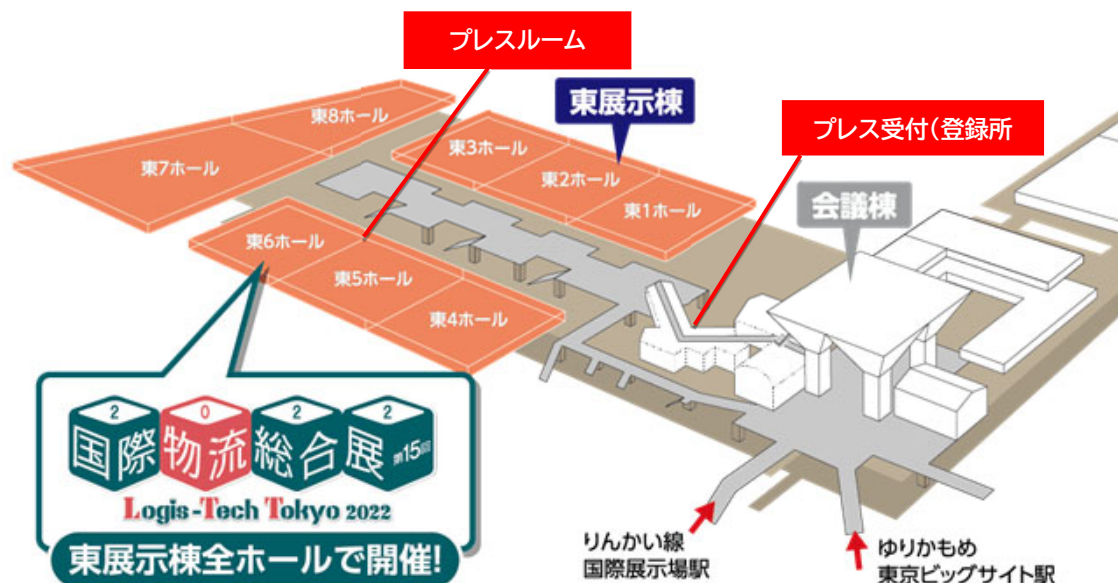 プレスルーム
東展示棟
プレス受付(登録所
東8ホール
東7ホール
東3ホール
東2ホール
東1ホール
会議棟
東6ホール
東5ホール
東4ホール
2 0 2 2
国際物流総合展 第15回
Logis-Tech Tokyo 2022
東展示棟全ホールで開催!
りんかい線
国際展示場駅
ゆりかもめ
東京ビッグサイト駅